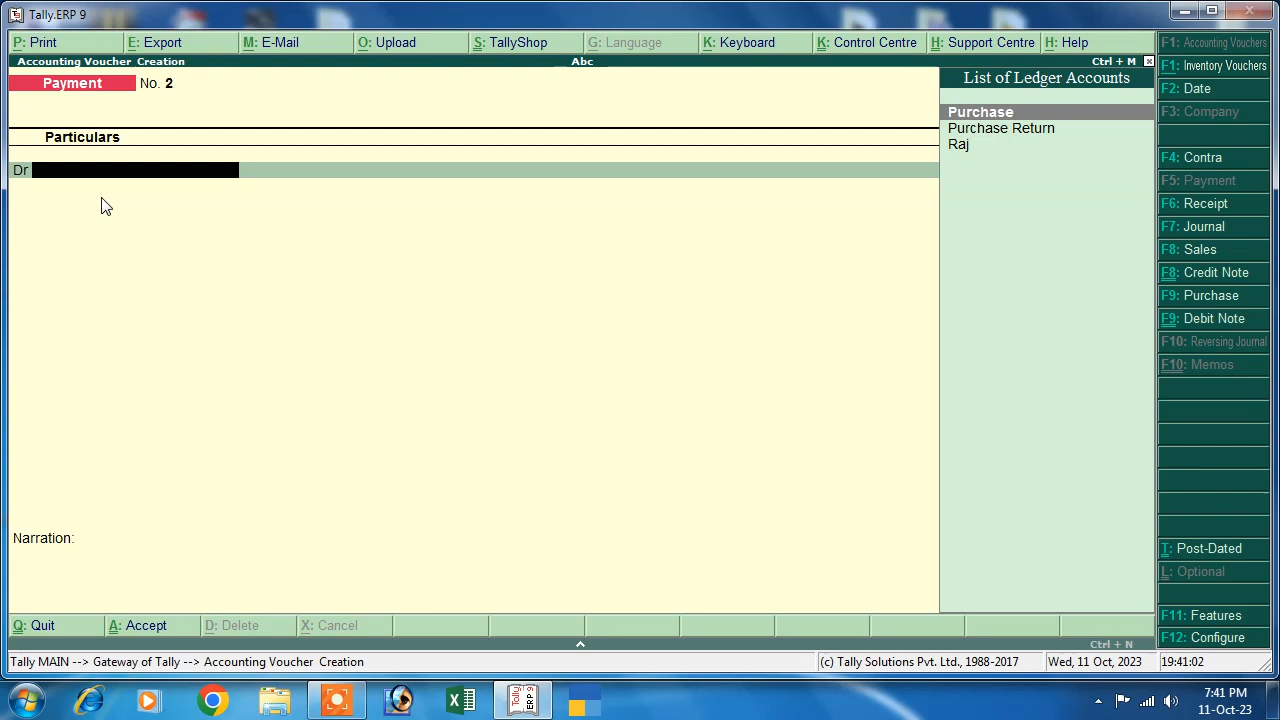 Tally.ERP 9
P: Print
E: Export
M: E-Mail
O: Upload
S: TallyShop
G: Language
K: Keyboard
K: Control Centre
H: Support Centre
H: Help
Accounting Voucher Creation
Abc
Ctrl + M
Payment No. 2
Particulars
Dr
Narration:
List of Ledger Accounts
Purchase
Purchase Return
Raj
F1: Accounting Vouchers
F1: Inventory Vouchers
F2: Date
F3: Company
F4: Contra
F5: Payment
F6: Receipt
F7: Journal
F8: Sales
F8: Credit Note
F9: Purchase
F9: Debit Note
F10: Reversing Journal
F10: Memos
T: Post-Dated
L: Optional
F11: Features
F12: Configure
Q: Quit
A: Accept
D: Delete
X: Cancel
Ctrl + N
Tally MAIN --> Gateway of Tally --> Accounting Voucher Creation
(c) Tally Solutions Pvt. Ltd., 1988-2017
Wed, 11 Oct, 2023
19:41:02
Tally
ERP 9
7:41 PM
11-Oct-23